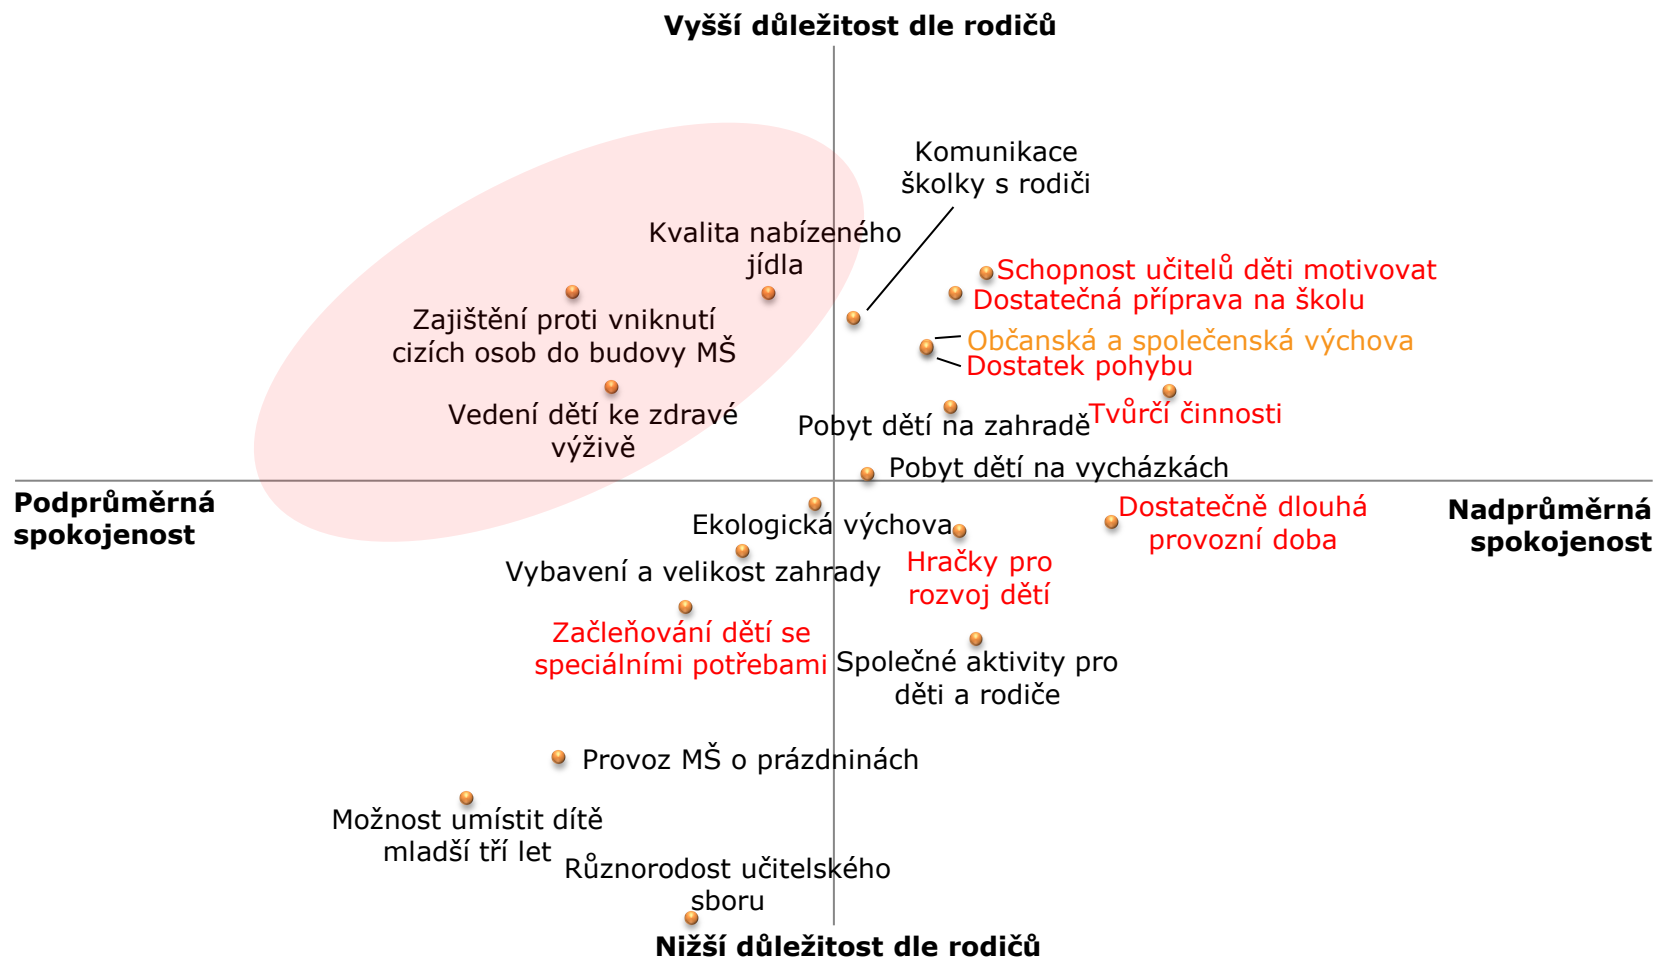 Vyšší důležitost dle rodičů
Komunikace
školky s rodiči
Kvalita nabízeného
jídla
Schopnost učitelů děti motivovat
Dostatečná příprava na školu
Zajištění proti vniknutí
cizích osob do budovy MŠ
Občanská a společenská výchova
Dostatek pohybu
Vedení dětí ke zdravé
výživě
Tvůrčí činnosti
Pobyt dětí na zahradě
Pobyt dětí na vycházkách
Podprůměrná
spokojenost
Nadprůměrná
spokojenost
Dostatečně dlouhá
provozní doba
Ekologická výchova
Hračky pro
rozvoj dětí
Vybavení a velikost zahrady
Začleňování dětí se
speciálními potřebami
Společné aktivity pro
děti a rodiče
Provoz MŠ o prázdninách
Možnost umístit dítě
mladší tří let
Různorodost učitelského
sboru
Nižší důležitost dle rodičů